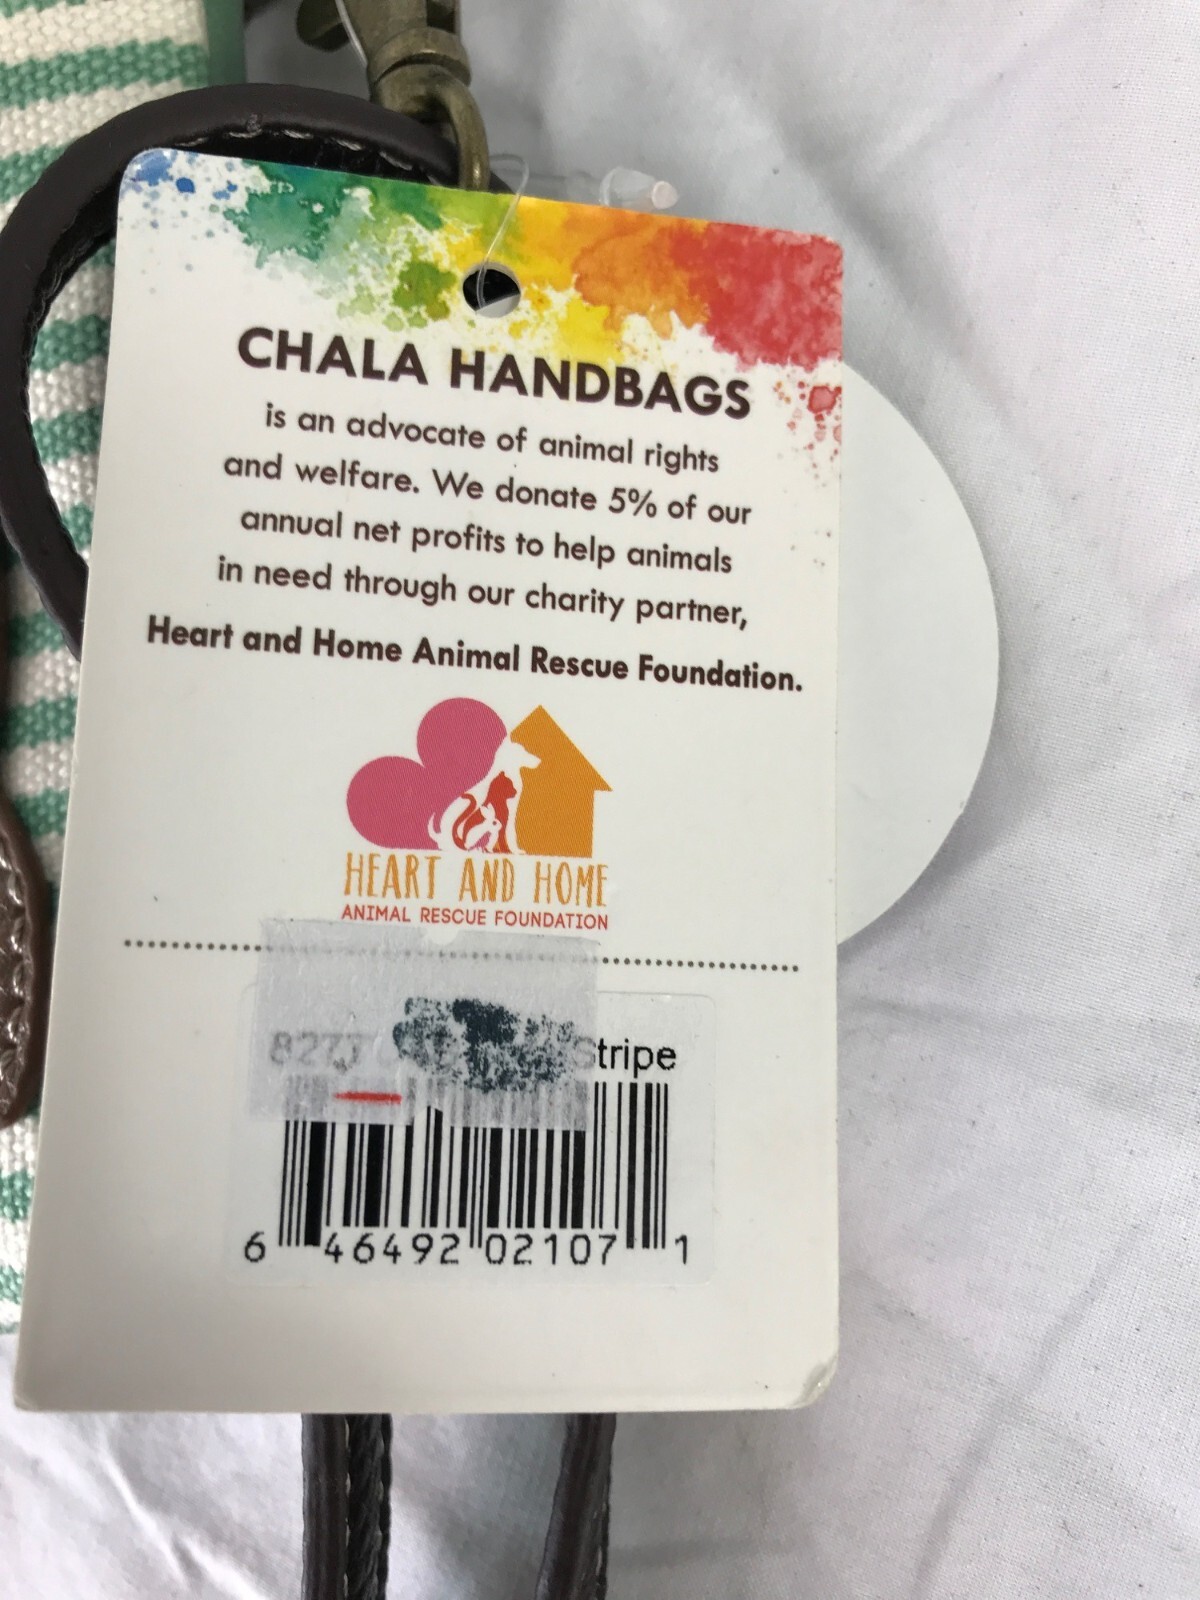 CHALA HANDBAGS
is an advocate of animal rights
and welfare. We donate 5% of our
annual net profits to help animals
in need through our charity partner,
Heart and Home Animal Rescue Foundation.
HEART AND HOME
ANIMAL RESCUE FOUNDATION
Stripe
6 46492 02107 1